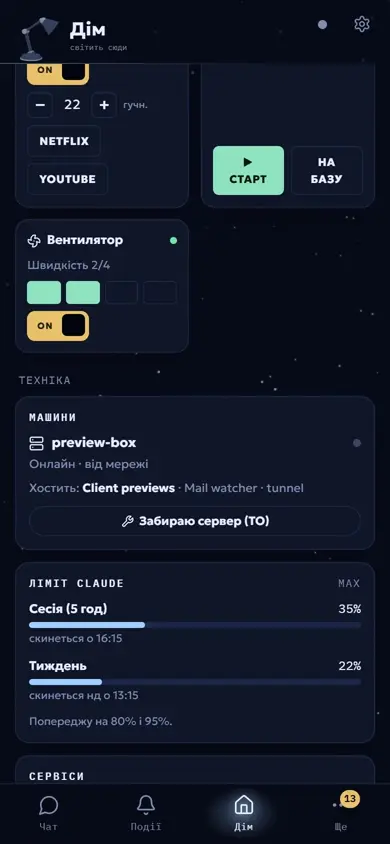 Дім
світить сюди
ON
− 22 + гучн.
NETFLIX
YOUTUBE
▶
СТАРТ
НА
БАЗУ
Вентилятор
Швидкість 2/4
ON
ТЕХНІКА
МАШИНИ
preview-box
Онлайн · від мережі
Хостить: Client previews · Mail watcher · tunnel
Забираю сервер (ТО)
ЛІМІТ CLAUDE MAX
Сесія (5 год) 35%
скинеться о 16:15
Тиждень 22%
скинеться нд о 13:15
Попереджу на 80% і 95%.
СЕРВІСИ
13
Чат Події Дім Ще